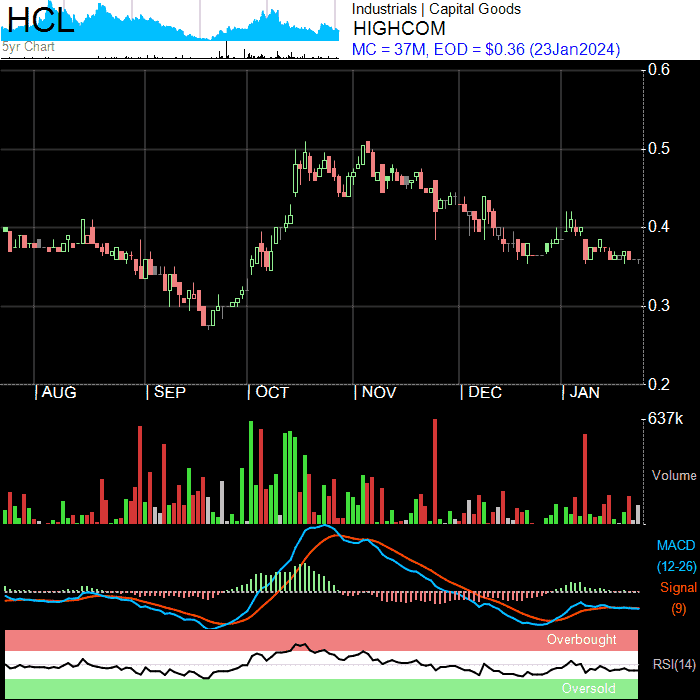 HCL
5yr Chart
Industrials | Capital Goods
HIGHCOM
MC = 37M, EOD = $0.36 (23Jan2024)
0.6
0.5
0.4
0.3
0.2
| AUG | SEP | OCT | NOV | DEC | JAN
637k
Volume
MACD
(12-26)
Signal
(9)
Overbought
RSI(14)
Oversold